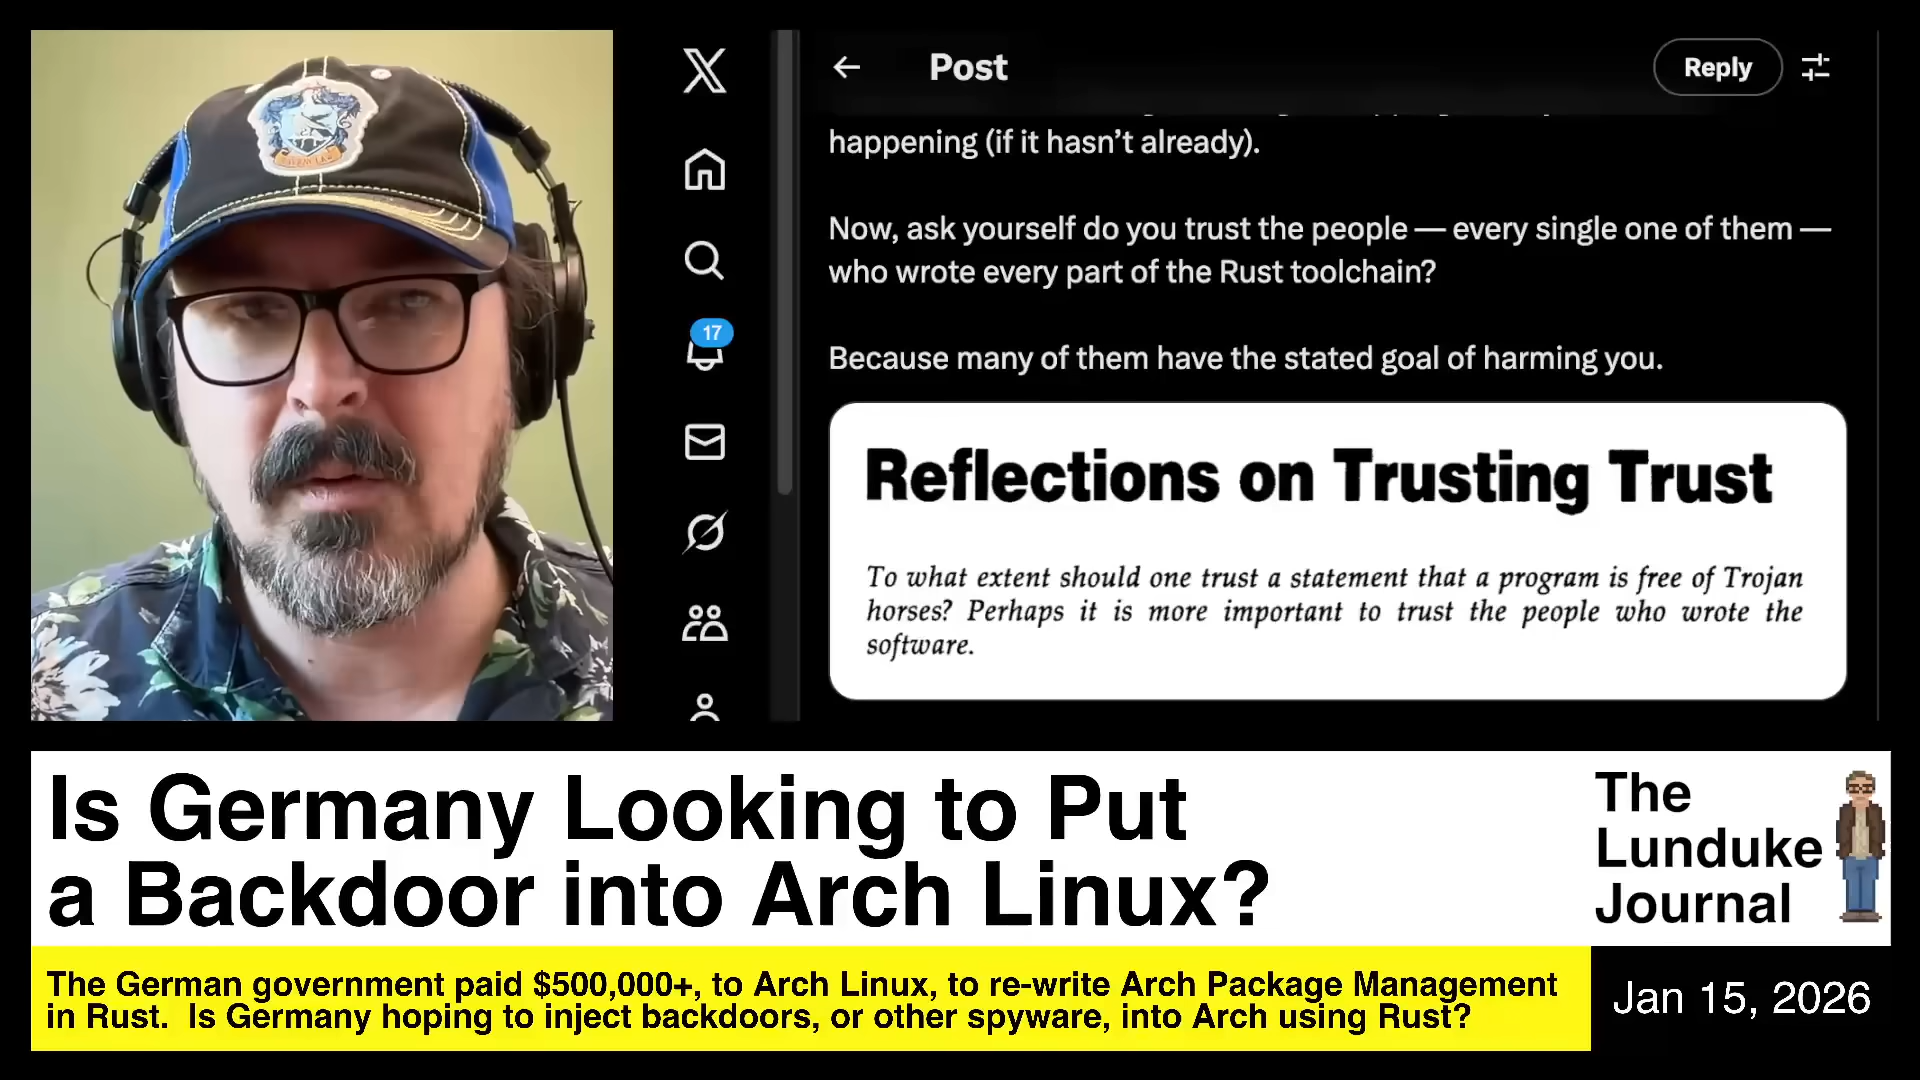 Post
Reply
happening (if it hasn’t already).
Now, ask yourself do you trust the people — every single one of them —
who wrote every part of the Rust toolchain?
Because many of them have the stated goal of harming you.
17
Reflections on Trusting Trust
To what extent should one trust a statement that a program is free of Trojan
horses? Perhaps it is more important to trust the people who wrote the
software.
Is Germany Looking to Put
a Backdoor into Arch Linux?
The
Lunduke
Journal
The German government paid $500,000+, to Arch Linux, to re-write Arch Package Management
in Rust. Is Germany hoping to inject backdoors, or other spyware, into Arch using Rust?
Jan 15, 2026